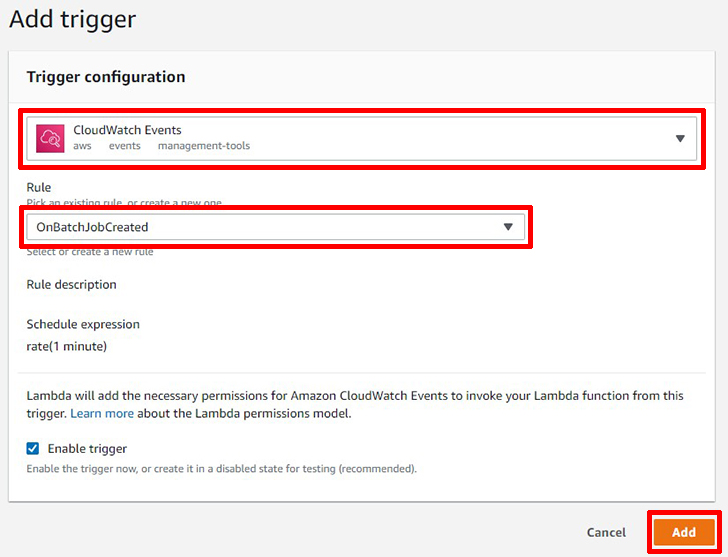 Add trigger
Trigger configuration
CloudWatch Events
aws events management-tools
Rule
Pick an existing rule, or create a new one.
OnBatchJobCreated
Select or create a new rule
Rule description
Schedule expression
rate(1 minute)
Lambda will add the necessary permissions for Amazon CloudWatch Events to invoke your Lambda function from this
trigger. Learn more about the Lambda permissions model.
Enable trigger
Enable the trigger now, or create it in a disabled state for testing (recommended).
Cancel Add